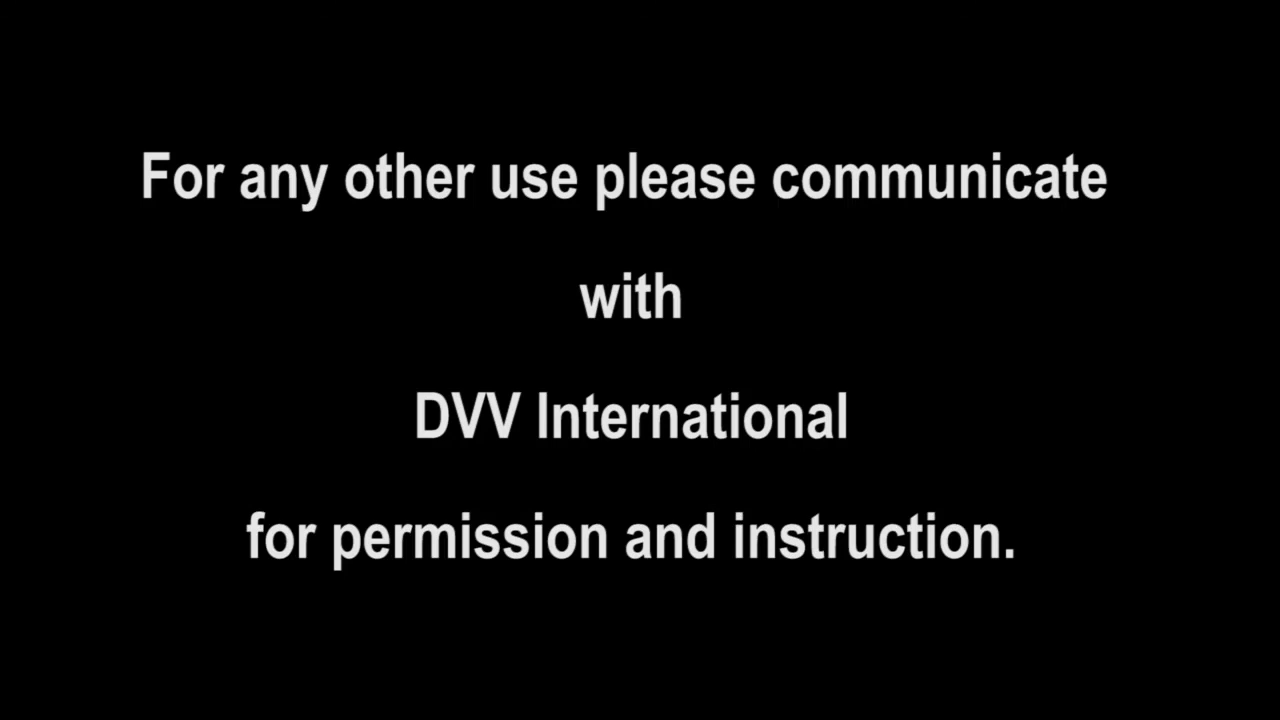 For any other use please communicate
with
DVV International
for permission and instruction.